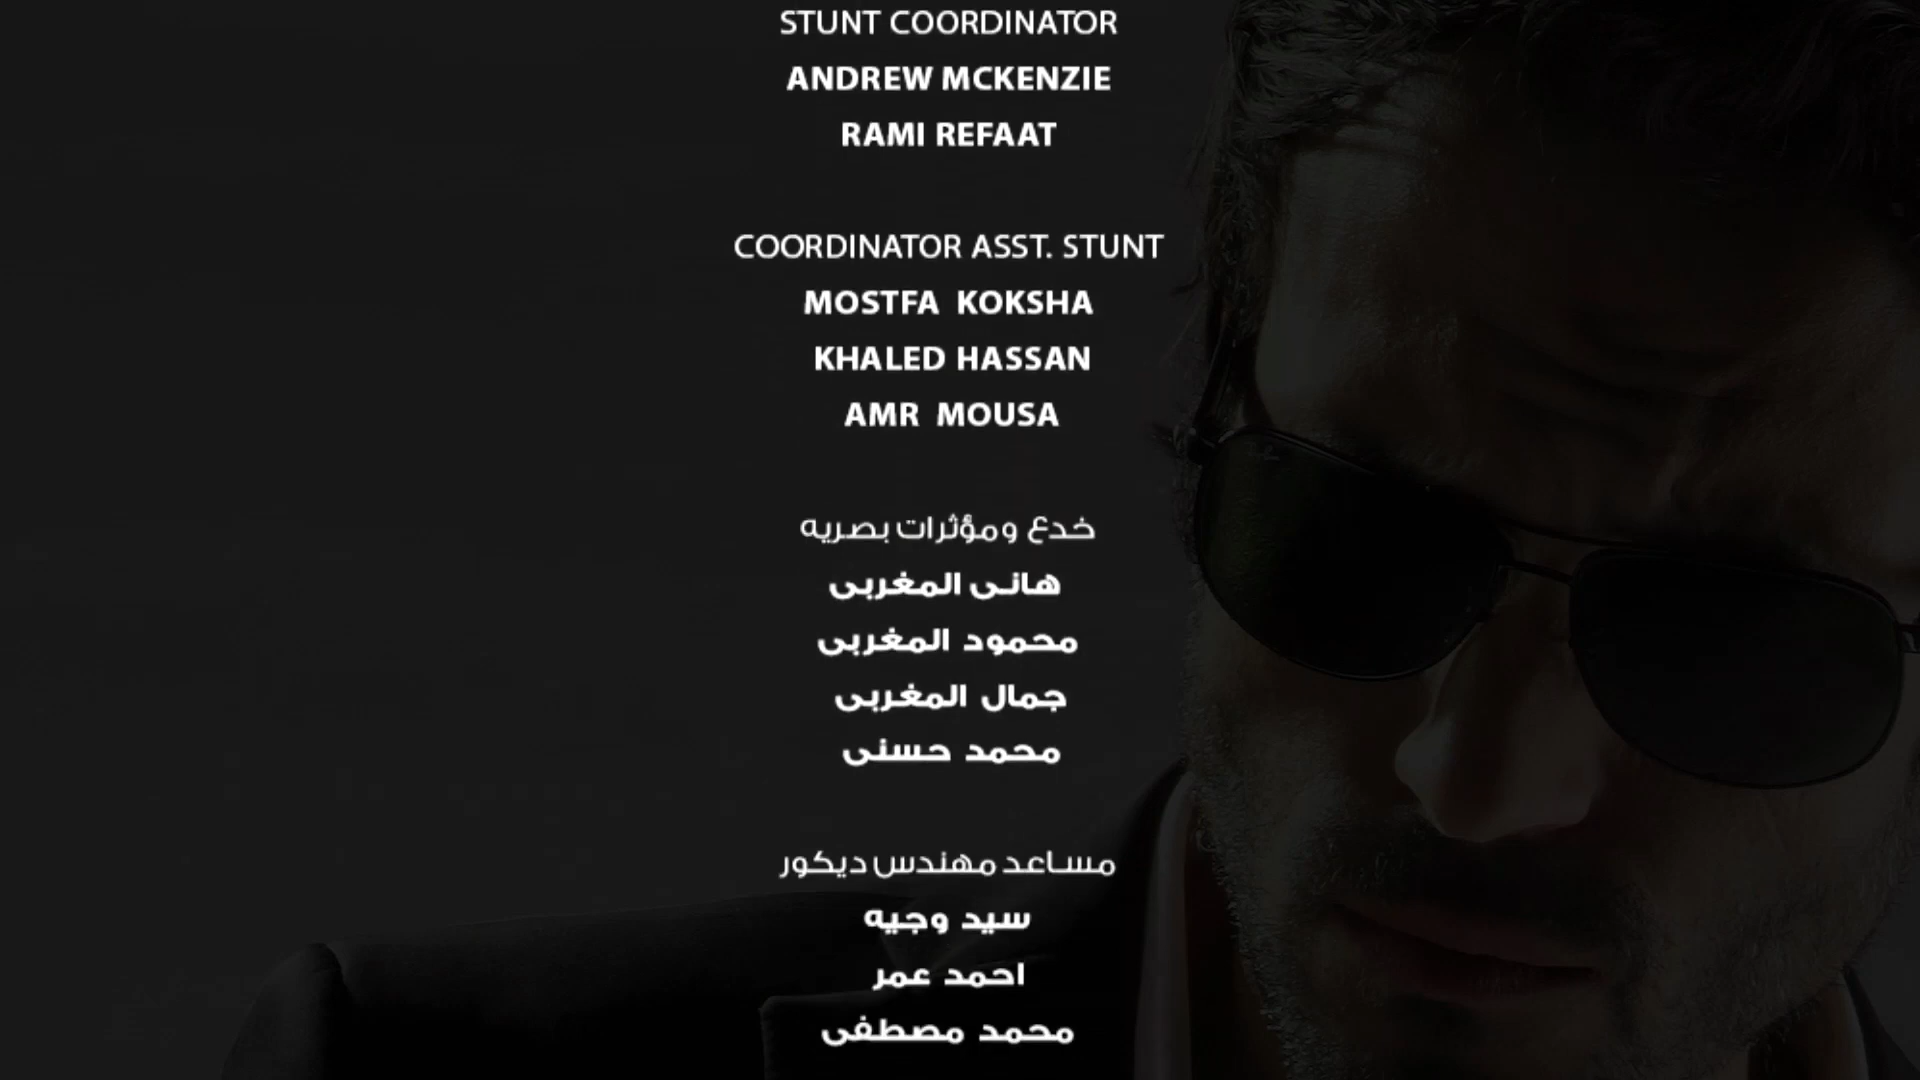 STUNT COORDINATOR
ANDREW MCKENZIE
RAMI REFAAT
COORDINATOR ASST. STUNT
MOSTFA KOKSHA
KHALED HASSAN
AMR MOUSA
خدع ومؤثرات بصريه
هانى المغربى
محمود المغربى
جمال المغربى
محمد حسنى
مساعد مهندس ديكور
سيد وجيه
احمد عمر
محمد مصطفى